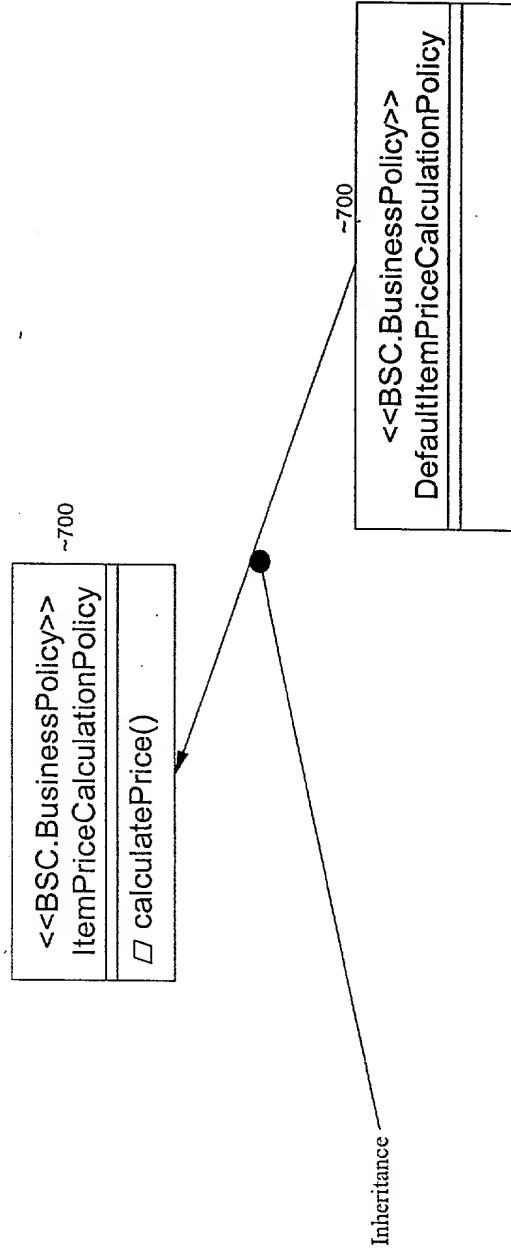 <<BSC.BusinessPolicy>>
ItemPriceCalculationPolicy
calculatePrice()
~700
<<BSC.BusinessPolicy>>
DefaultItemPriceCalculationPolicy
~700
Inheritance